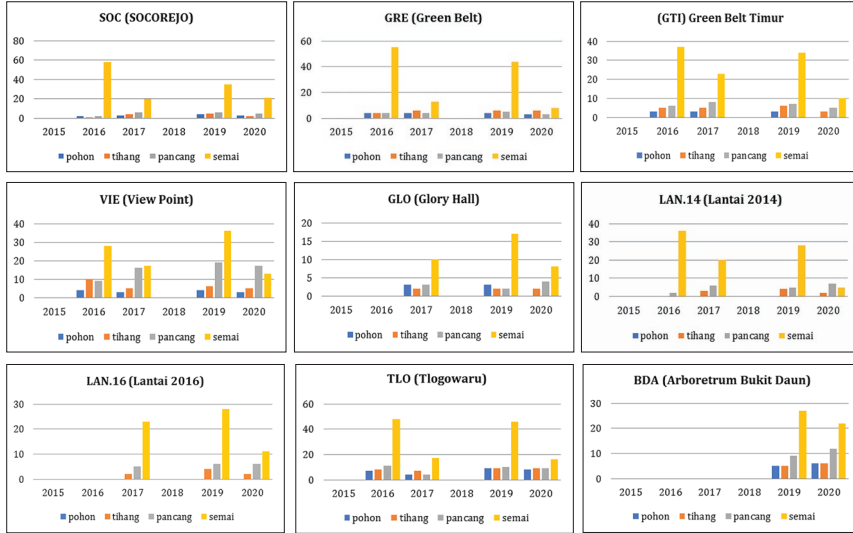 SOC (SOCOREJO)
80
60
40
20
0
2015 2016 2017 2018 2019 2020
pohon tihang pancang semai
GRE (Green Belt)
60
40
20
0
2015 2016 2017 2018 2019 2020
pohon tihang pancang semai
(GTI) Green Belt Timur
40
30
20
10
0
2015 2016 2017 2018 2019 2020
pohon tihang pancang semai
VIE (View Point)
40
30
20
10
0
2015 2016 2017 2018 2019 2020
pohon tihang pancang semai
GLO (Glory Hall)
20
15
10
5
0
2015 2016 2017 2018 2019 2020
pohon tihang pancang semai
LAN.14 (Lantai 2014)
40
30
20
10
0
2015 2016 2017 2018 2019 2020
pohon tihang pancang semai
LAN.16 (Lantai 2016)
30
20
10
0
2015 2016 2017 2018 2019 2020
pohon tihang pancang semai
TLO (Tlogowaru)
60
40
20
0
2015 2016 2017 2018 2019 2020
pohon tihang pancang semai
BDA (Arboretrum Bukit Daun)
30
20
10
0
2015 2016 2017 2018 2019 2020
pohon tihang pancang semai